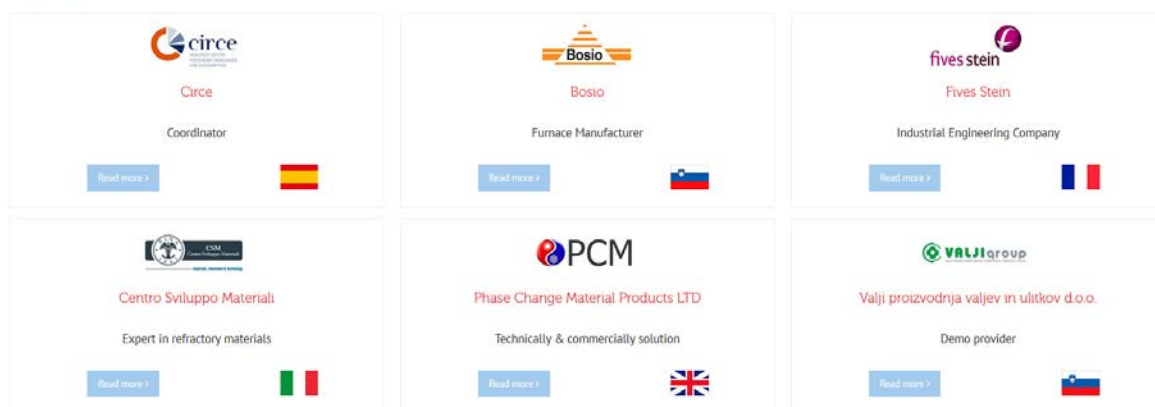 circe
Bosio
fives stein
Circe
Bosio
Fives Stein
Coordinator
Furnace Manufacturer
Industrial Engineering Company
Read more >
Read more >
Read more >
CSM
Centro Sviluppo Materiali
PCM
VALJIgroup
Centro Sviluppo Materiali
Phase Change Material Products LTD
Valji proizvodnja valjev in ulitkov d.o.o.
Expert in refractory materials
Technically & commercially solution
Demo provider
Read more >
Read more >
Read more >